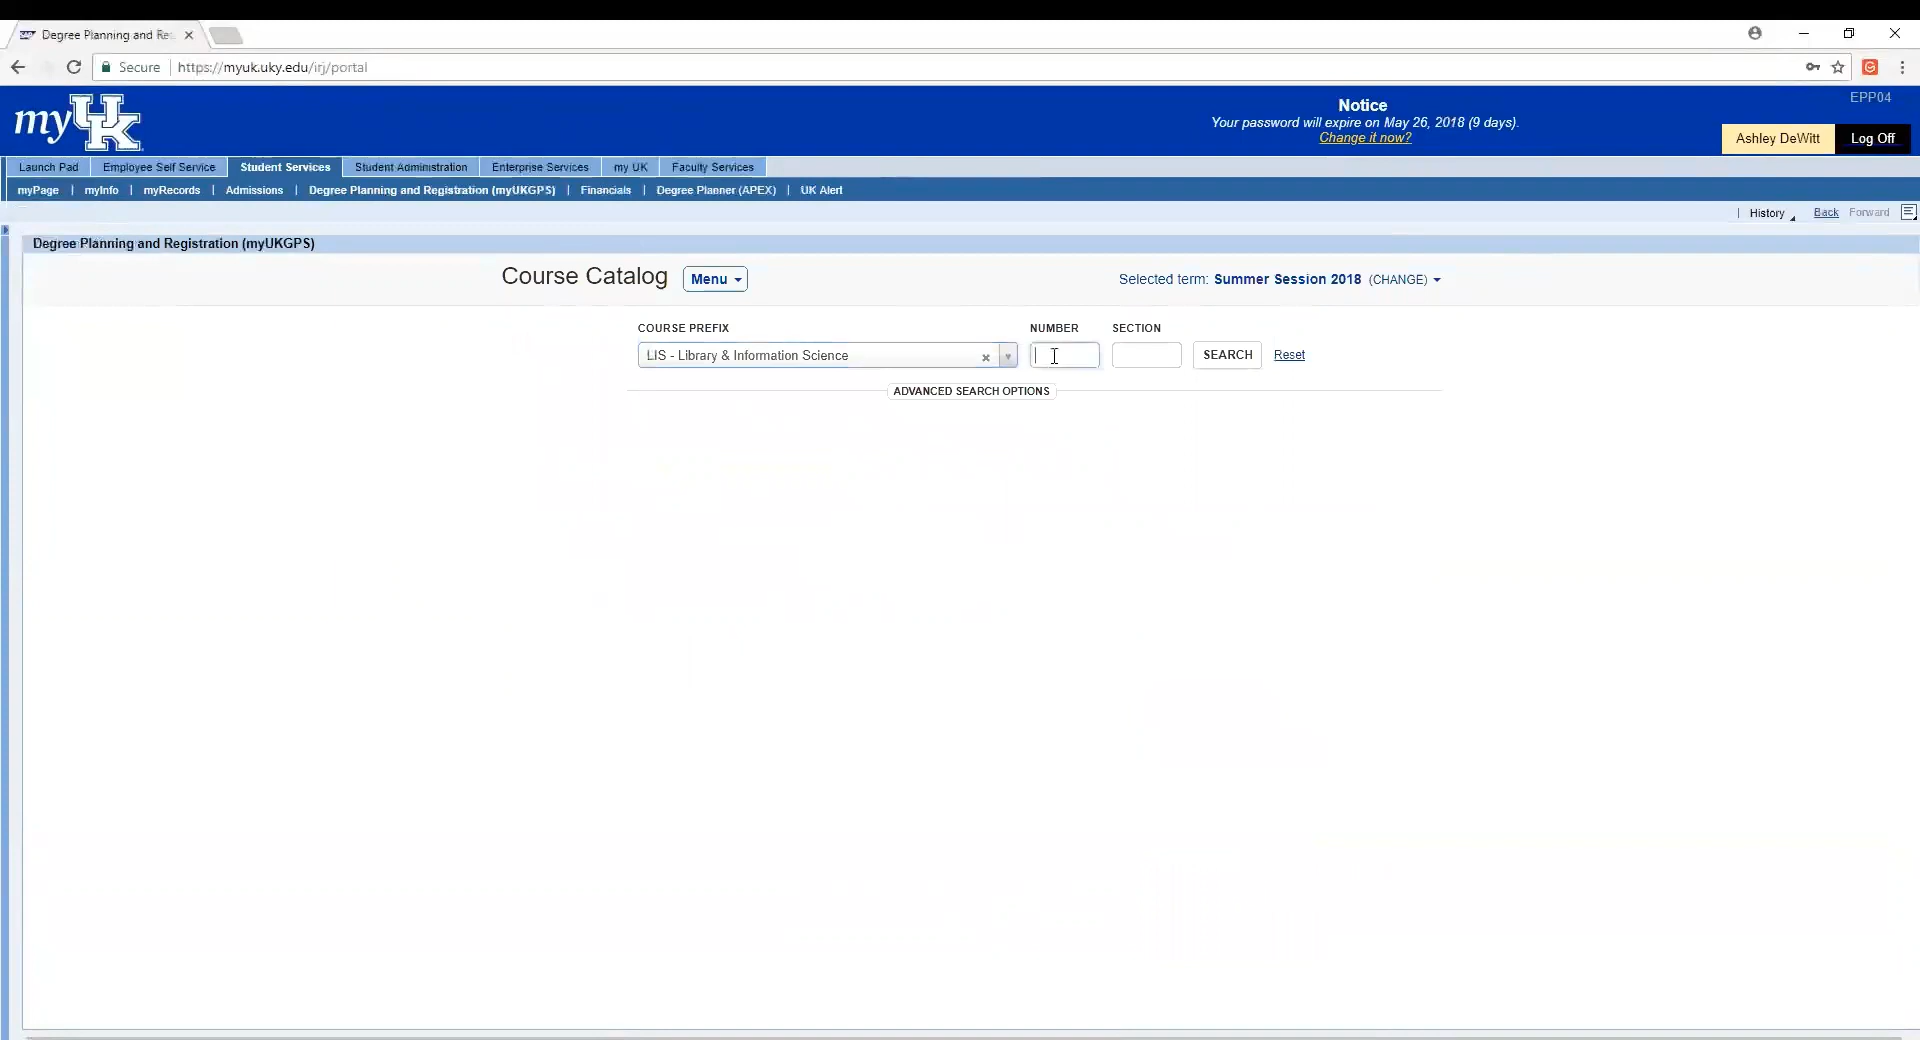 Degree Planning and Re
Secure https://myuk.uky.edu/irj/portal
my UK
Notice
Your password will expire on May 26, 2018 (9 days).
Change it now?
EPP04
Ashley DeWitt Log Off
Launch Pad Employee Self Service Student Services Student Administration Enterprise Services my UK Faculty Services
myPage | myInfo | myRecords | Admissions | Degree Planning and Registration (myUKGPS) | Financials | Degree Planner (APEX) | UK Alert
| History Back Forward
Degree Planning and Registration (myUKGPS)
Course Catalog Menu Selected term: Summer Session 2018 (CHANGE)
COURSE PREFIX NUMBER SECTION
LIS - Library & Information Science SEARCH Reset
ADVANCED SEARCH OPTIONS